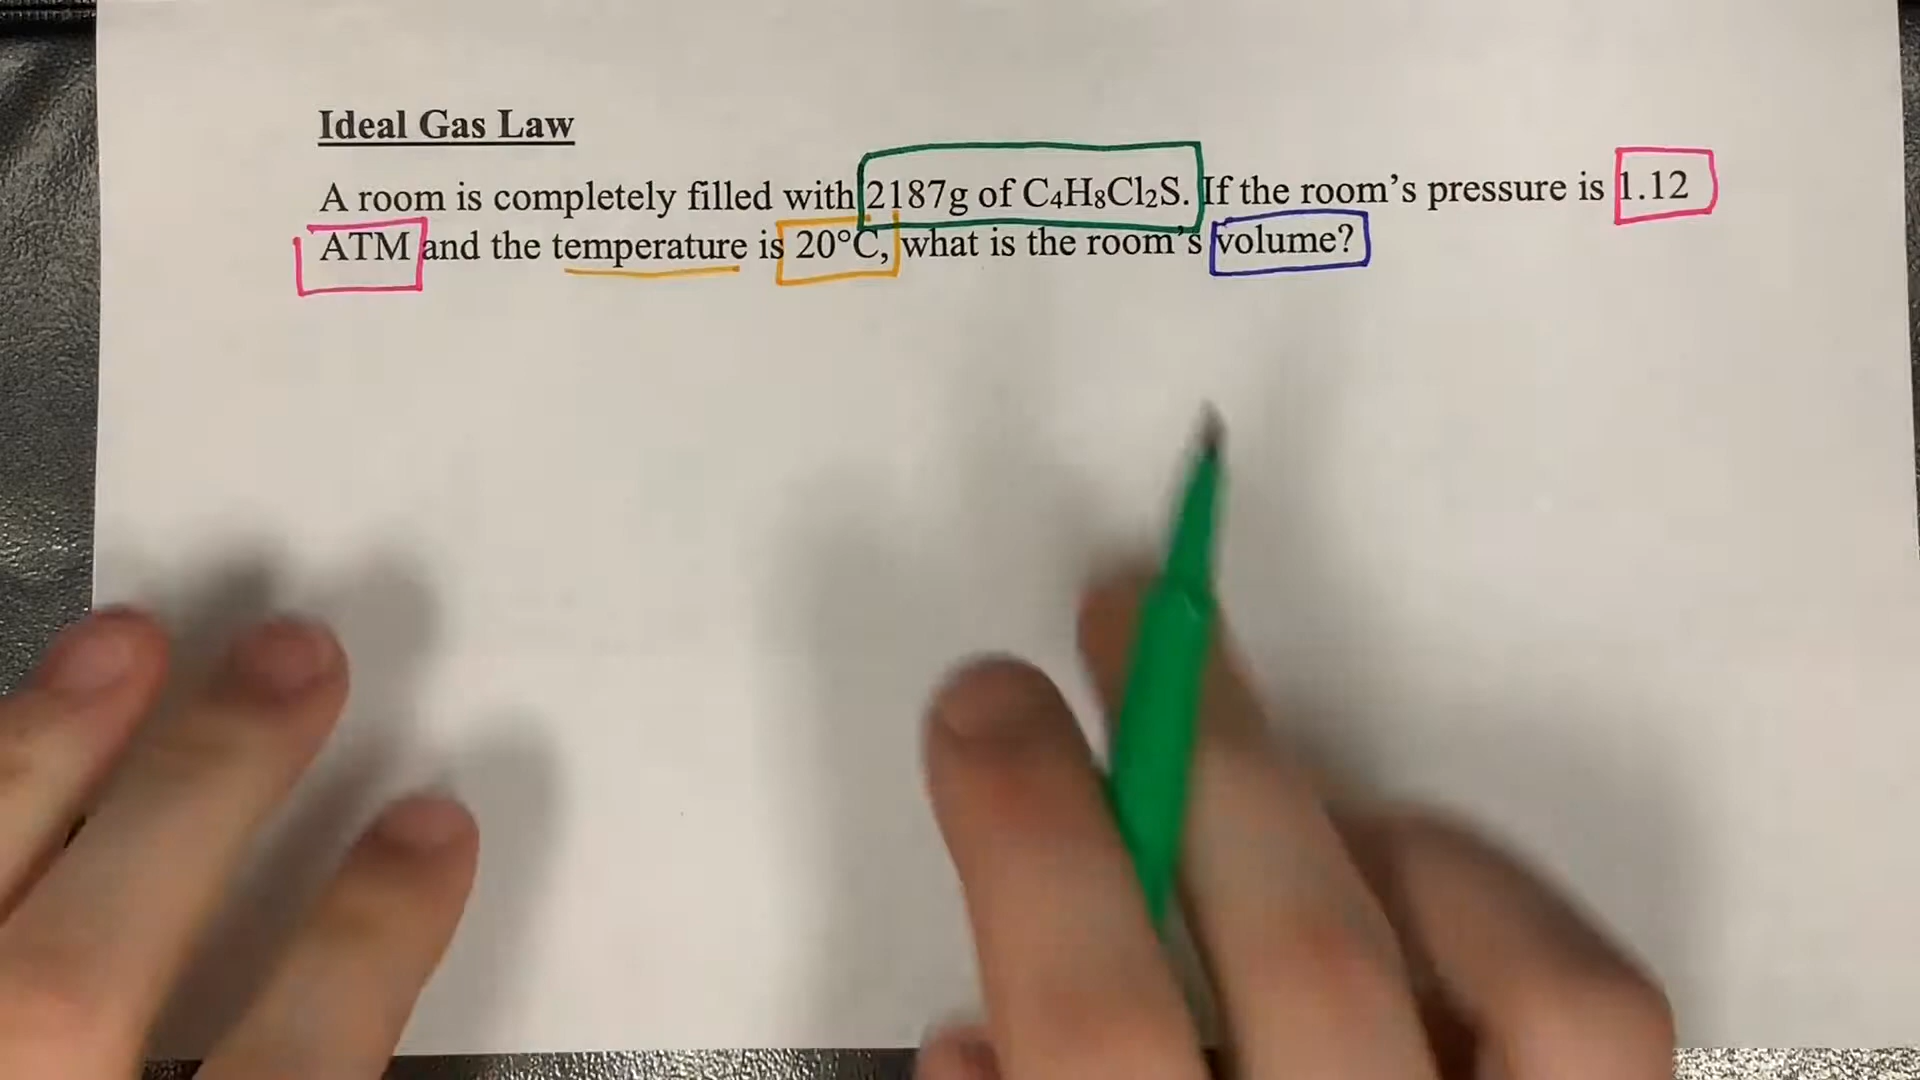 Ideal Gas Law
A room is completely filled with 2187g of C₄H₈Cl₂S. If the room’s pressure is 1.12
ATM and the temperature is 20°C, what is the room’s volume?